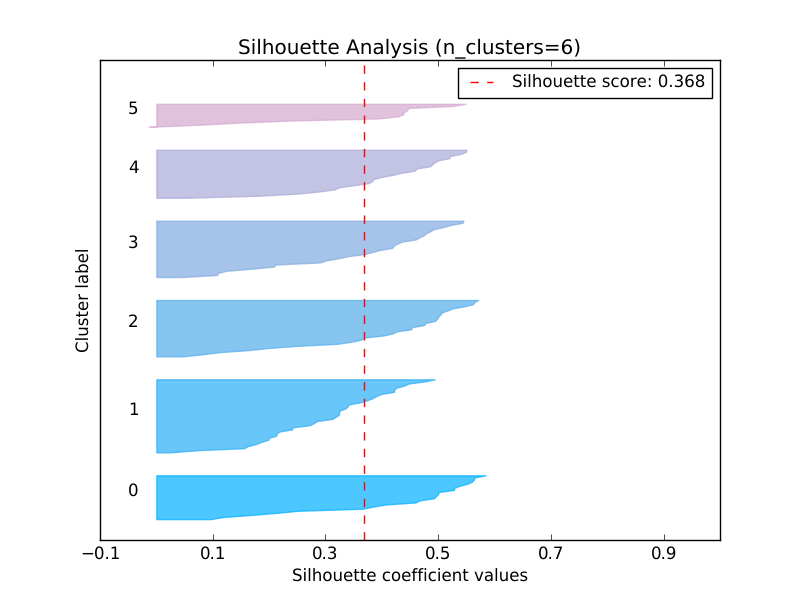 Silhouette Analysis (n_clusters=6)
Silhouette score: 0.368
5
4
3
2
1
0
Cluster label
−0.1 0.1 0.3 0.5 0.7 0.9
Silhouette coefficient values